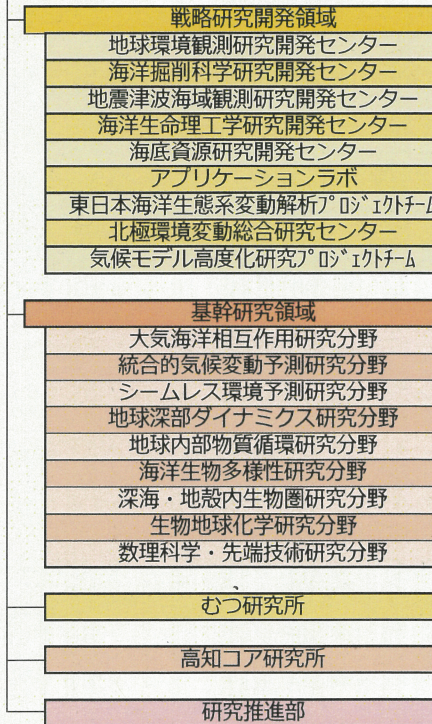 戦略研究開発領域
地球環境観測研究開発センター
海洋掘削科学研究開発センター
地震津波海域観測研究開発センター
海洋生命理工学研究開発センター
海底資源研究開発センター
アプリケーションラボ
東日本海洋生態系変動解析プロジェクトチーム
北極環境変動総合研究センター
気候モデル高度化研究プロジェクトチーム
基幹研究領域
大気海洋相互作用研究分野
統合的気候変動予測研究分野
シームレス環境予測研究分野
地球深部ダイナミクス研究分野
地球内部物質循環研究分野
海洋生物多様性研究分野
深海・地殻内生物圏研究分野
生物地球化学研究分野
数理科学・先端技術研究分野
むつ研究所
高知コア研究所
研究推進部